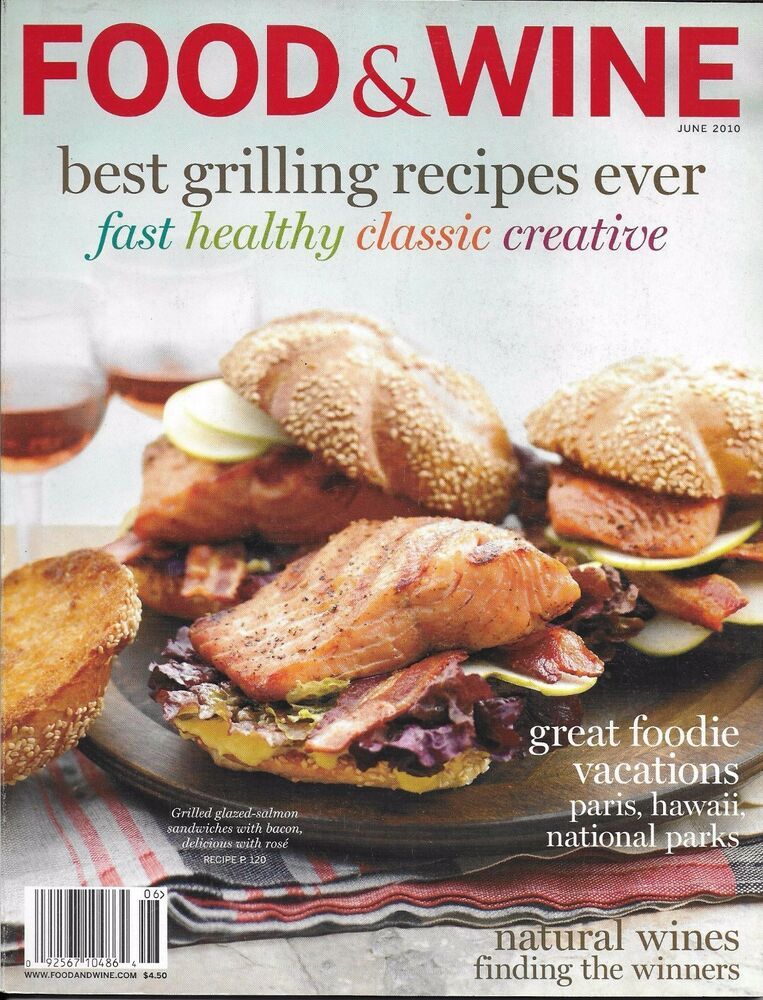 FOOD & WINE
JUNE 2010
best grilling recipes ever
fast healthy classic creative
great foodie
vacations
paris, hawaii,
national parks
Grilled glazed-salmon
sandwiches with bacon,
delicious with rosé
RECIPE P. 120
natural wines
finding the winners
06>
0 92567 10486 4
WWW.FOODANDWINE.COM $4.50